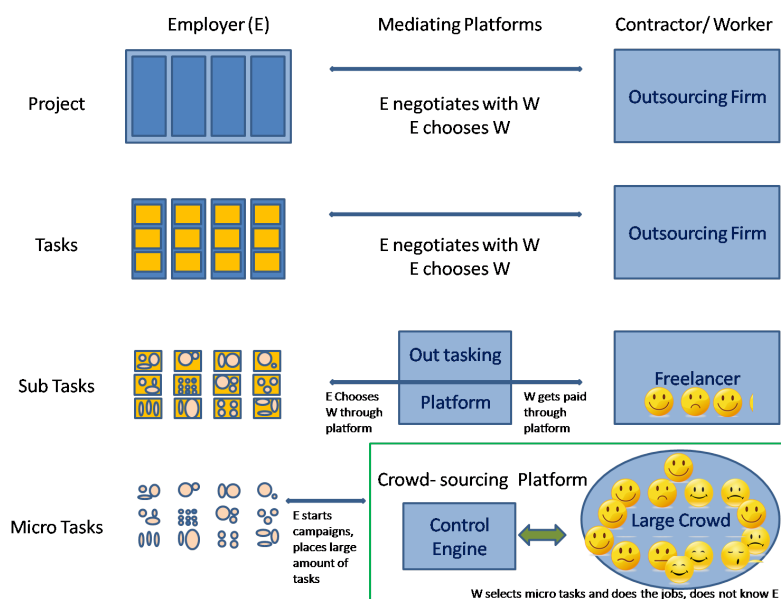 Employer (E)
Mediating Platforms
Contractor/ Worker
Project
E negotiates with W
E chooses W
Outsourcing Firm
Tasks
E negotiates with W
E chooses W
Outsourcing Firm
Sub Tasks
E Chooses
W through
platform
Out tasking
Platform
W gets paid
through
platform
Freelancer
Micro Tasks
E starts
campaigns,
places large
amount of
tasks
Crowd- sourcing Platform
Control
Engine
Large Crowd
W selects micro tasks and does the jobs, does not know E